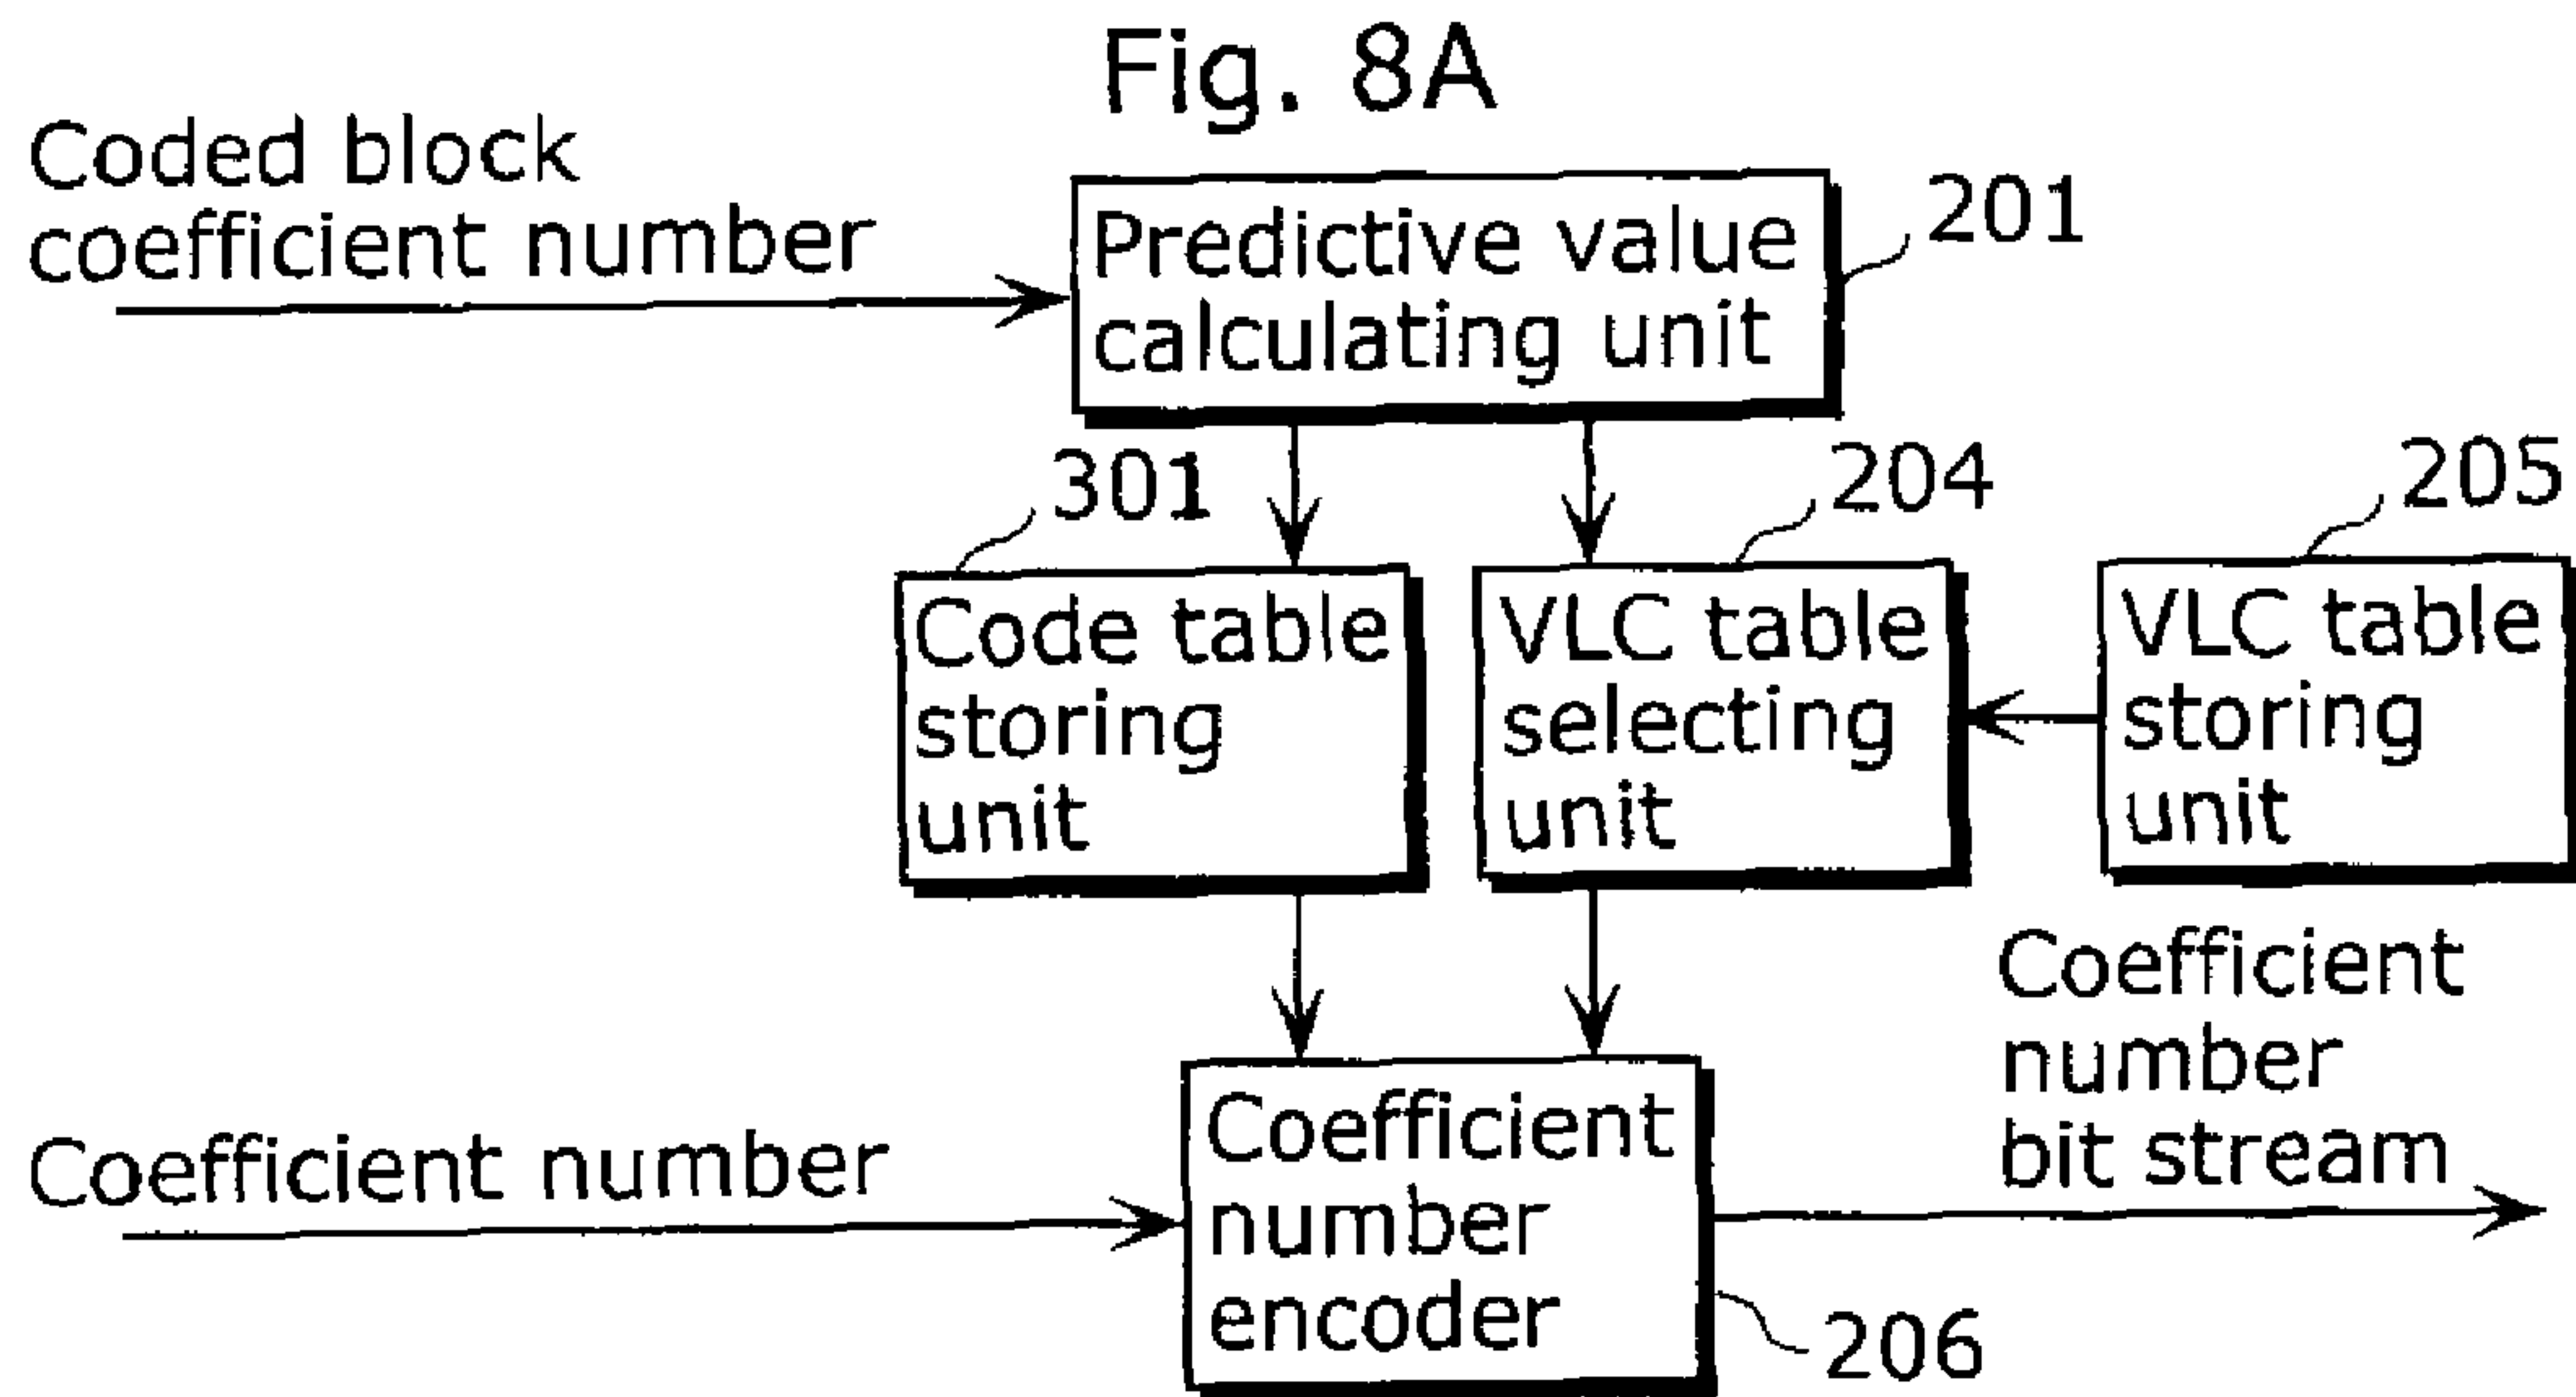 Fig. 8A
Coded block
coefficient number
Predictive value
calculating unit
201
301
204
205
Code table
storing
unit
VLC table
selecting
unit
VLC table
storing
unit
Coefficient number
Coefficient
number
encoder
206
Coefficient
number
bit stream